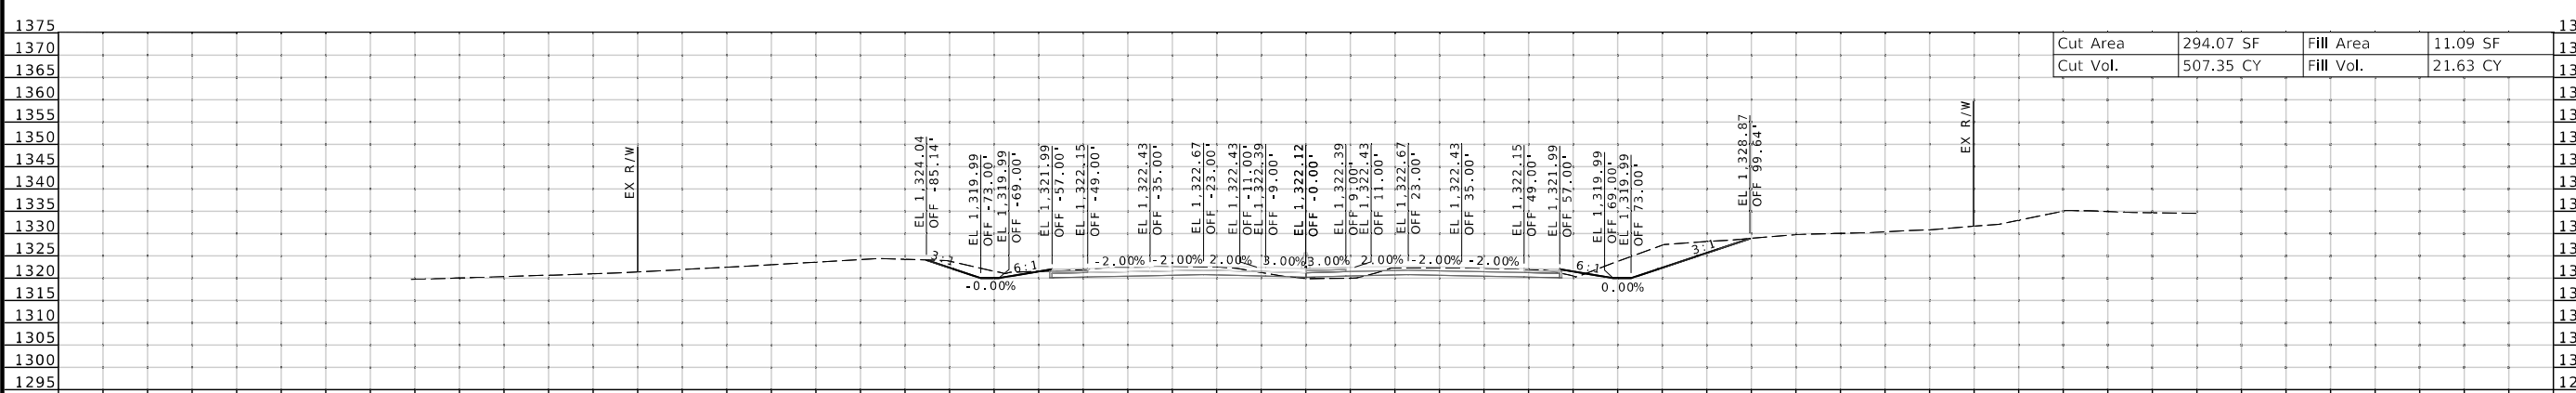 1375
1370
1365
1360
1355
1350
1345
1340
1335
1330
1325
1320
1315
1310
1305
1300
1295
Cut Area 294.07 SF Fill Area 11.09 SF
Cut Vol. 507.35 CY Fill Vol. 21.63 CY
EX R/W
EL 1,324.04
OFF -85.14'
EL 1,319.99
OFF -73.00'
EL 1,319.99
OFF -69.00'
EL 1,321.99
OFF -57.00'
EL 1,322.15
OFF -49.00'
EL 1,322.43
OFF -35.00'
EL 1,322.67
OFF -23.00'
EL 1,322.43
OFF -11.00'
EL 1,322.39
OFF -9.00'
EL 1,322.12
OFF -0.00'
EL 1,322.39
OFF 9.00'
EL 1,322.43
OFF 11.00'
EL 1,322.67
OFF 23.00'
EL 1,322.43
OFF 35.00'
EL 1,322.15
OFF 49.00'
EL 1,321.99
OFF 57.00'
EL 1,319.99
OFF 69.00'
EL 1,319.99
OFF 73.00'
EL 1,328.87
OFF 99.64'
EX R/W
3:1
-0.00%
6:1
-2.00%
-2.00%
2.00%
3.00%
3.00%
-2.00%
-2.00%
6:1
0.00%
3:1